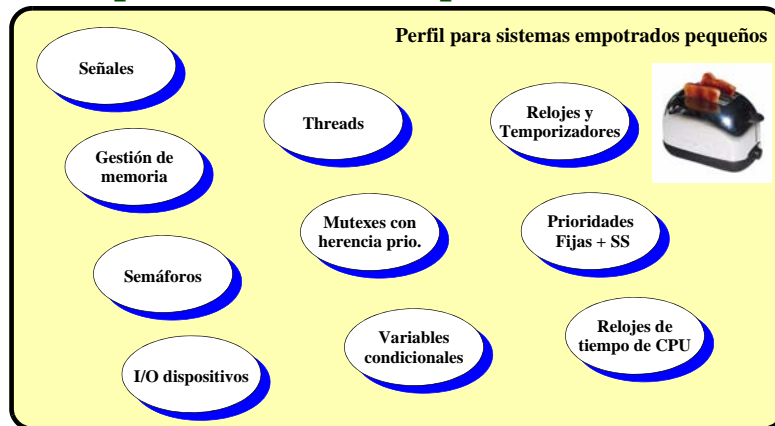 Perfil para sistemas empotrados pequeños
Señales
Threads
Relojes y
Temporizadores
Gestión de
memoria
Mutexes con
herencia prio.
Prioridades
Fijas + SS
Semáforos
Variables
condicionales
Relojes de
tiempo de CPU
I/O dispositivos